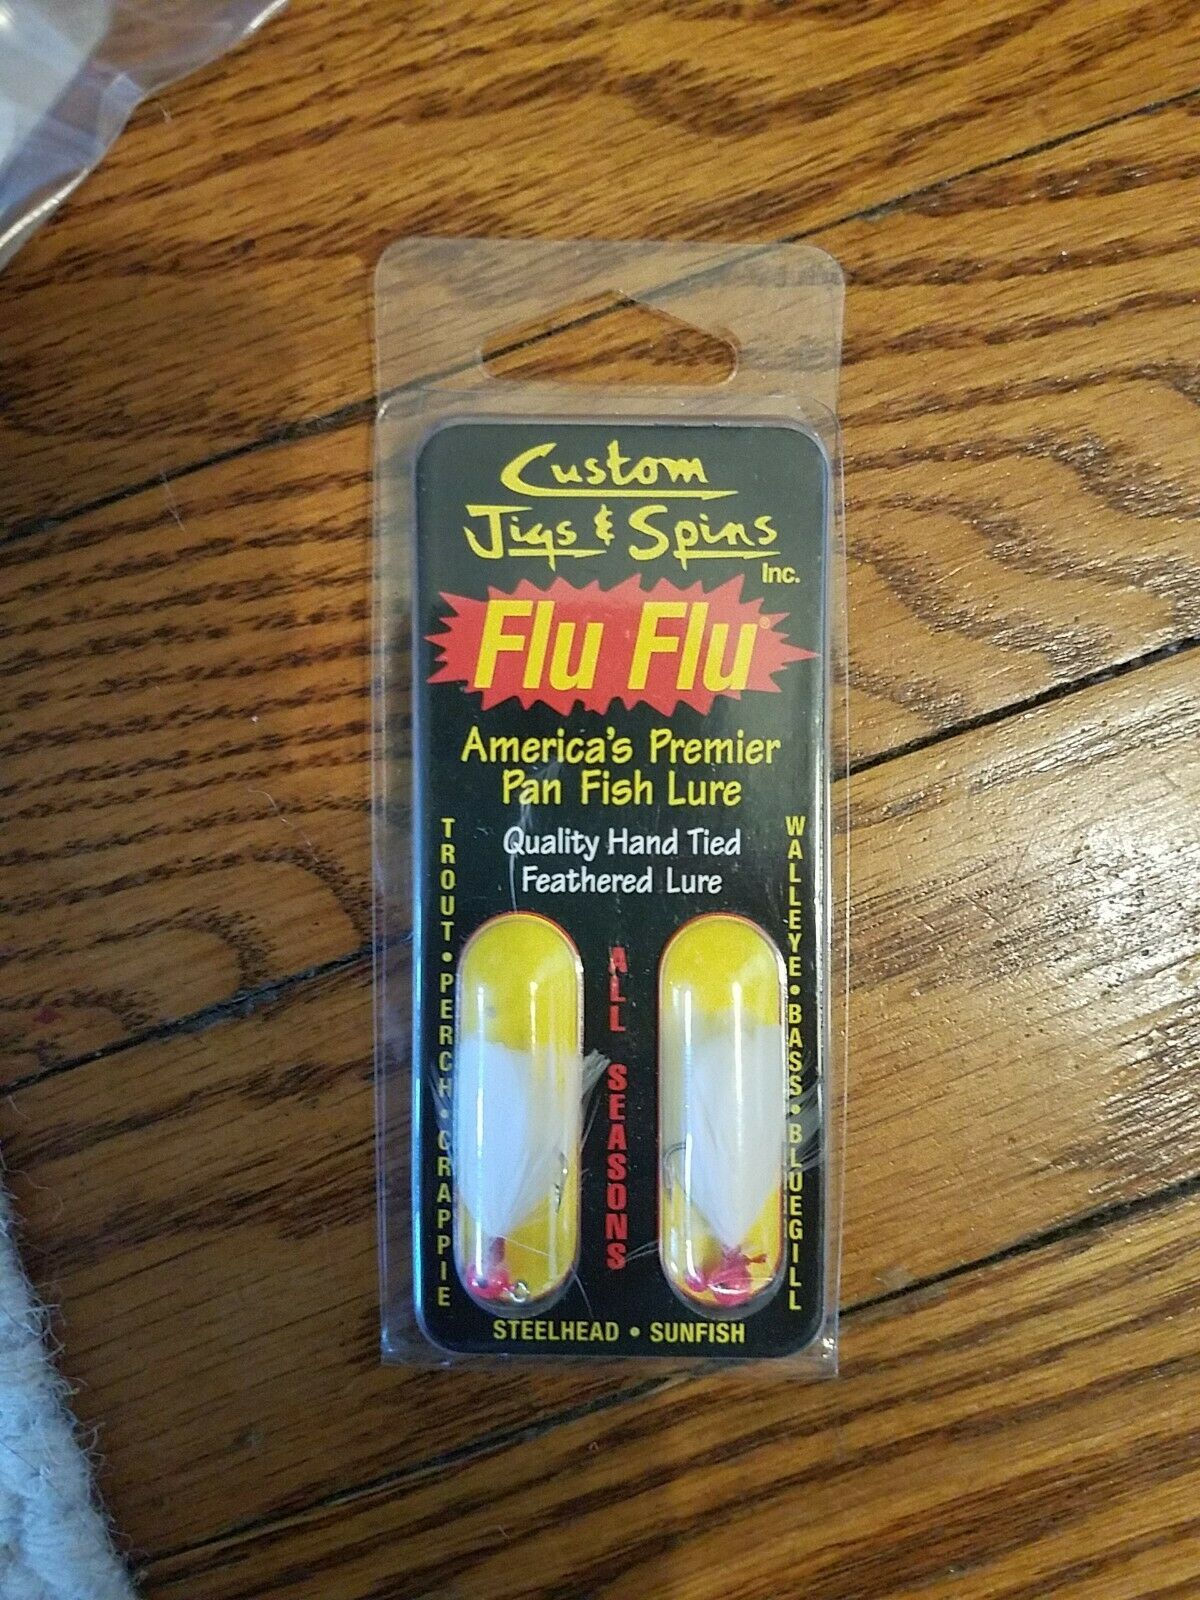 Custom
Jigs & Spins
Inc.
Flu Flu®
America's Premier
Pan Fish Lure
Quality Hand Tied
Feathered Lure
TROUT • PERCH • CRAPPIE
ALL SEASONS
WALLEYE • BASS • BLUEGILL
STEELHEAD • SUNFISH